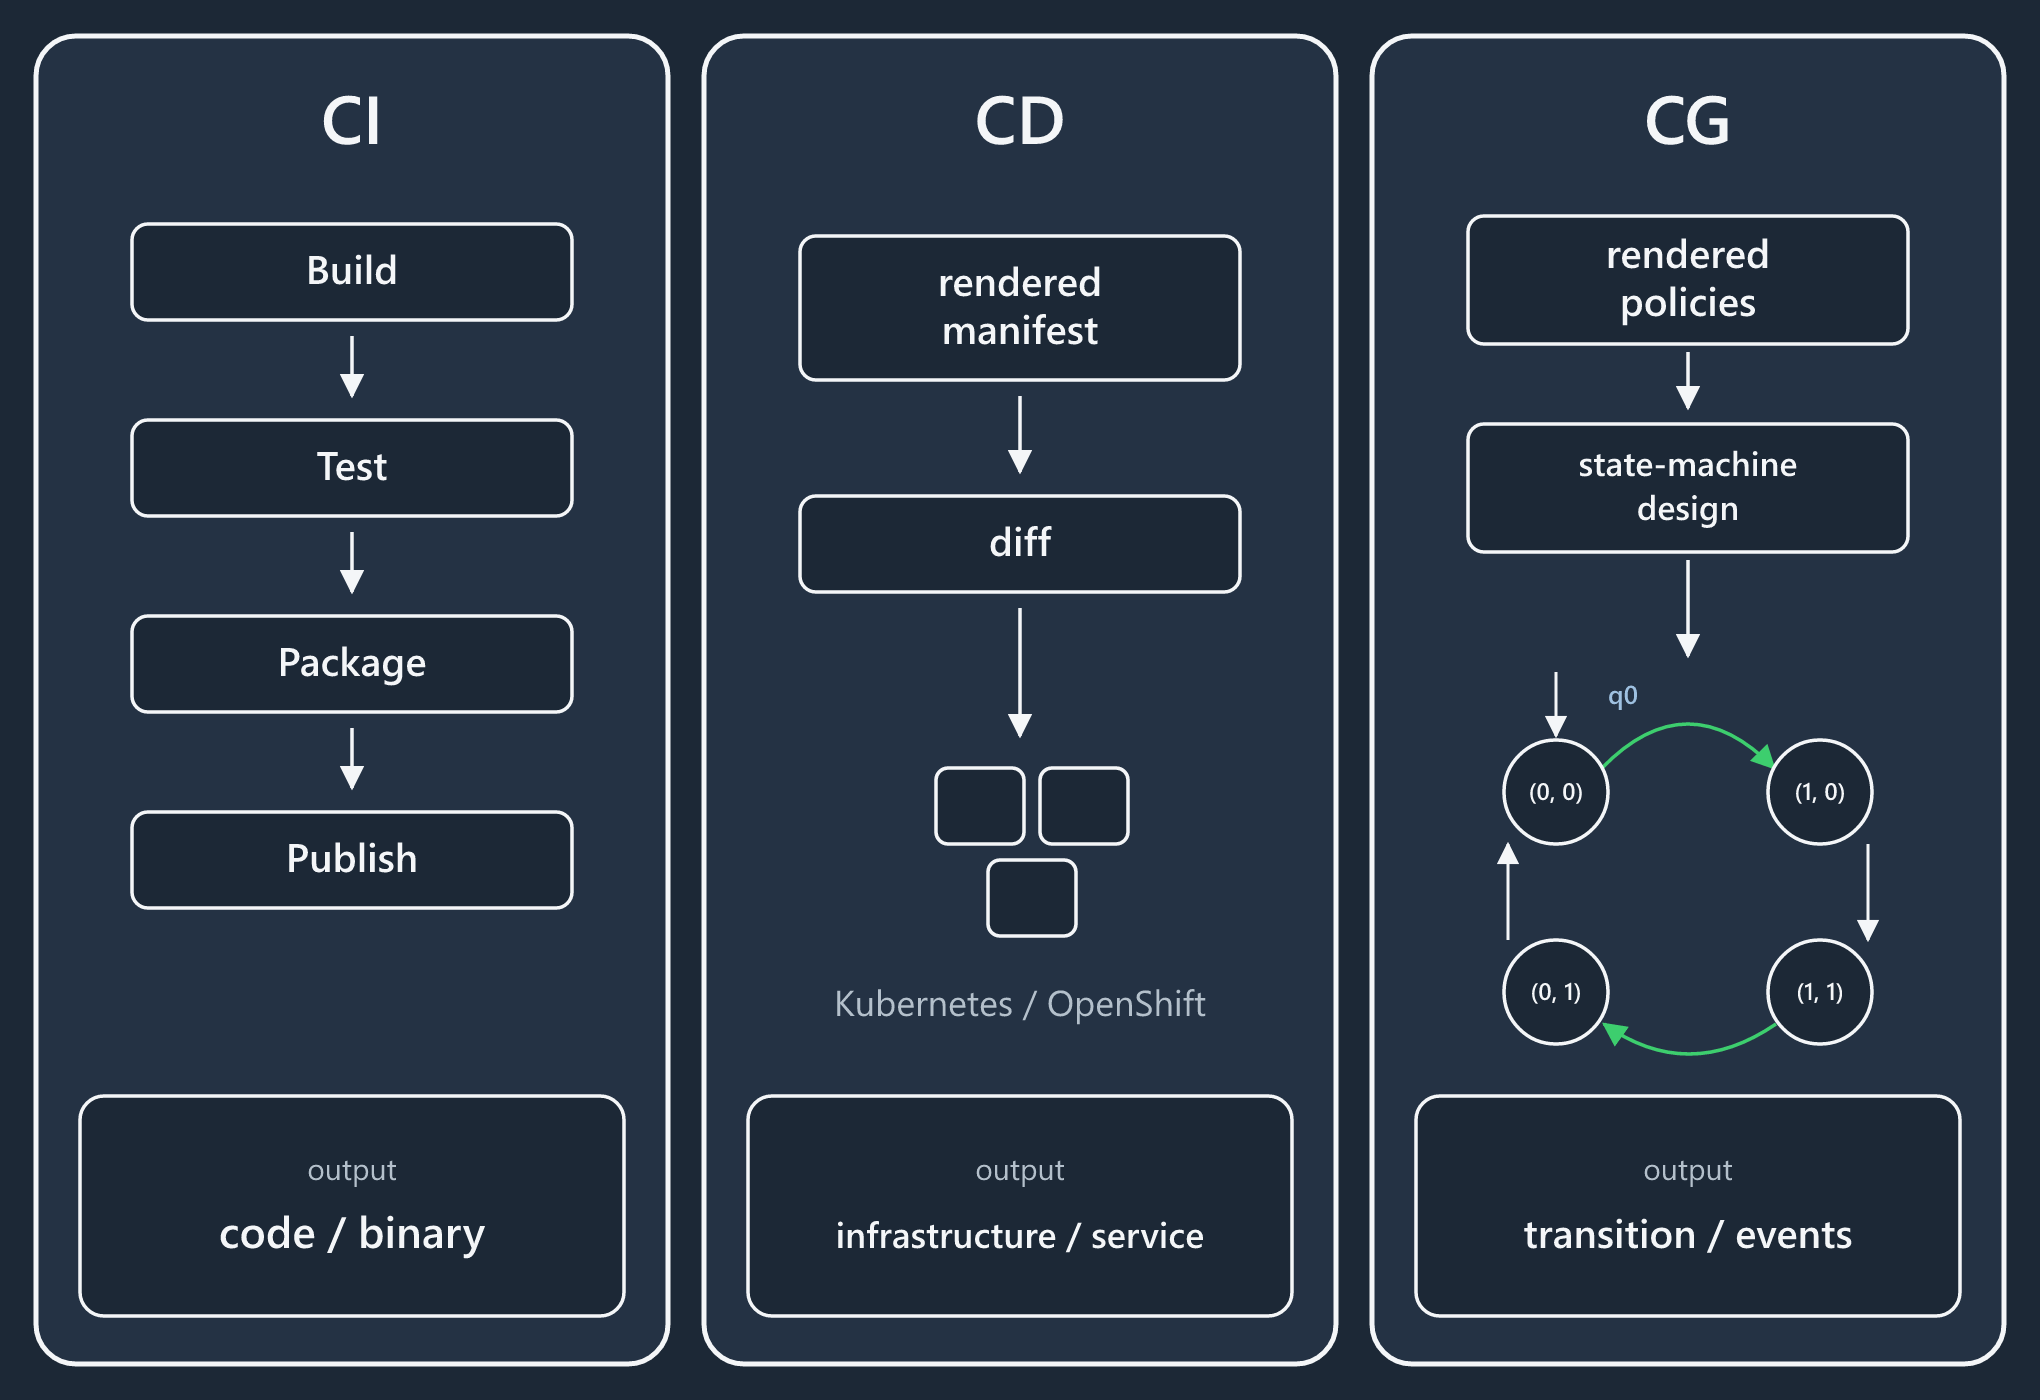 CI
Build
Test
Package
Publish
output
code / binary
CD
rendered
manifest
diff
Kubernetes / OpenShift
output
infrastructure / service
CG
rendered
policies
state-machine
design
q0
(0, 0)
(1, 0)
(0, 1)
(1, 1)
output
transition / events